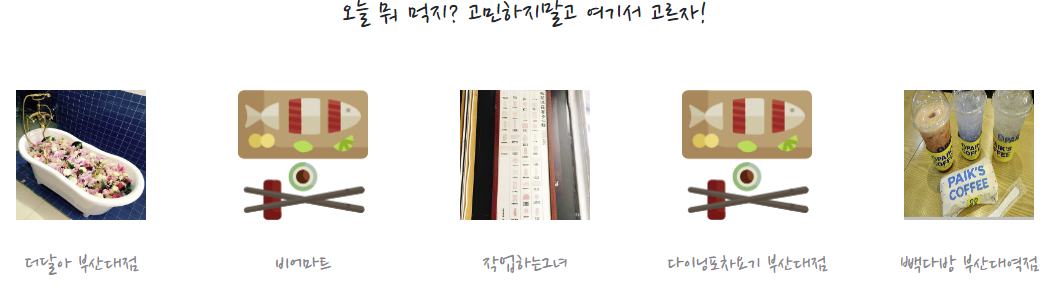 오늘 뭐 먹지? 고민하지말고 여기서 고르자!
PAIK'S
COFFEE
더달아 부산대점
비어마트
작업하는그녀
다이닝포차요기 부산대점
빽다방 부산대역점